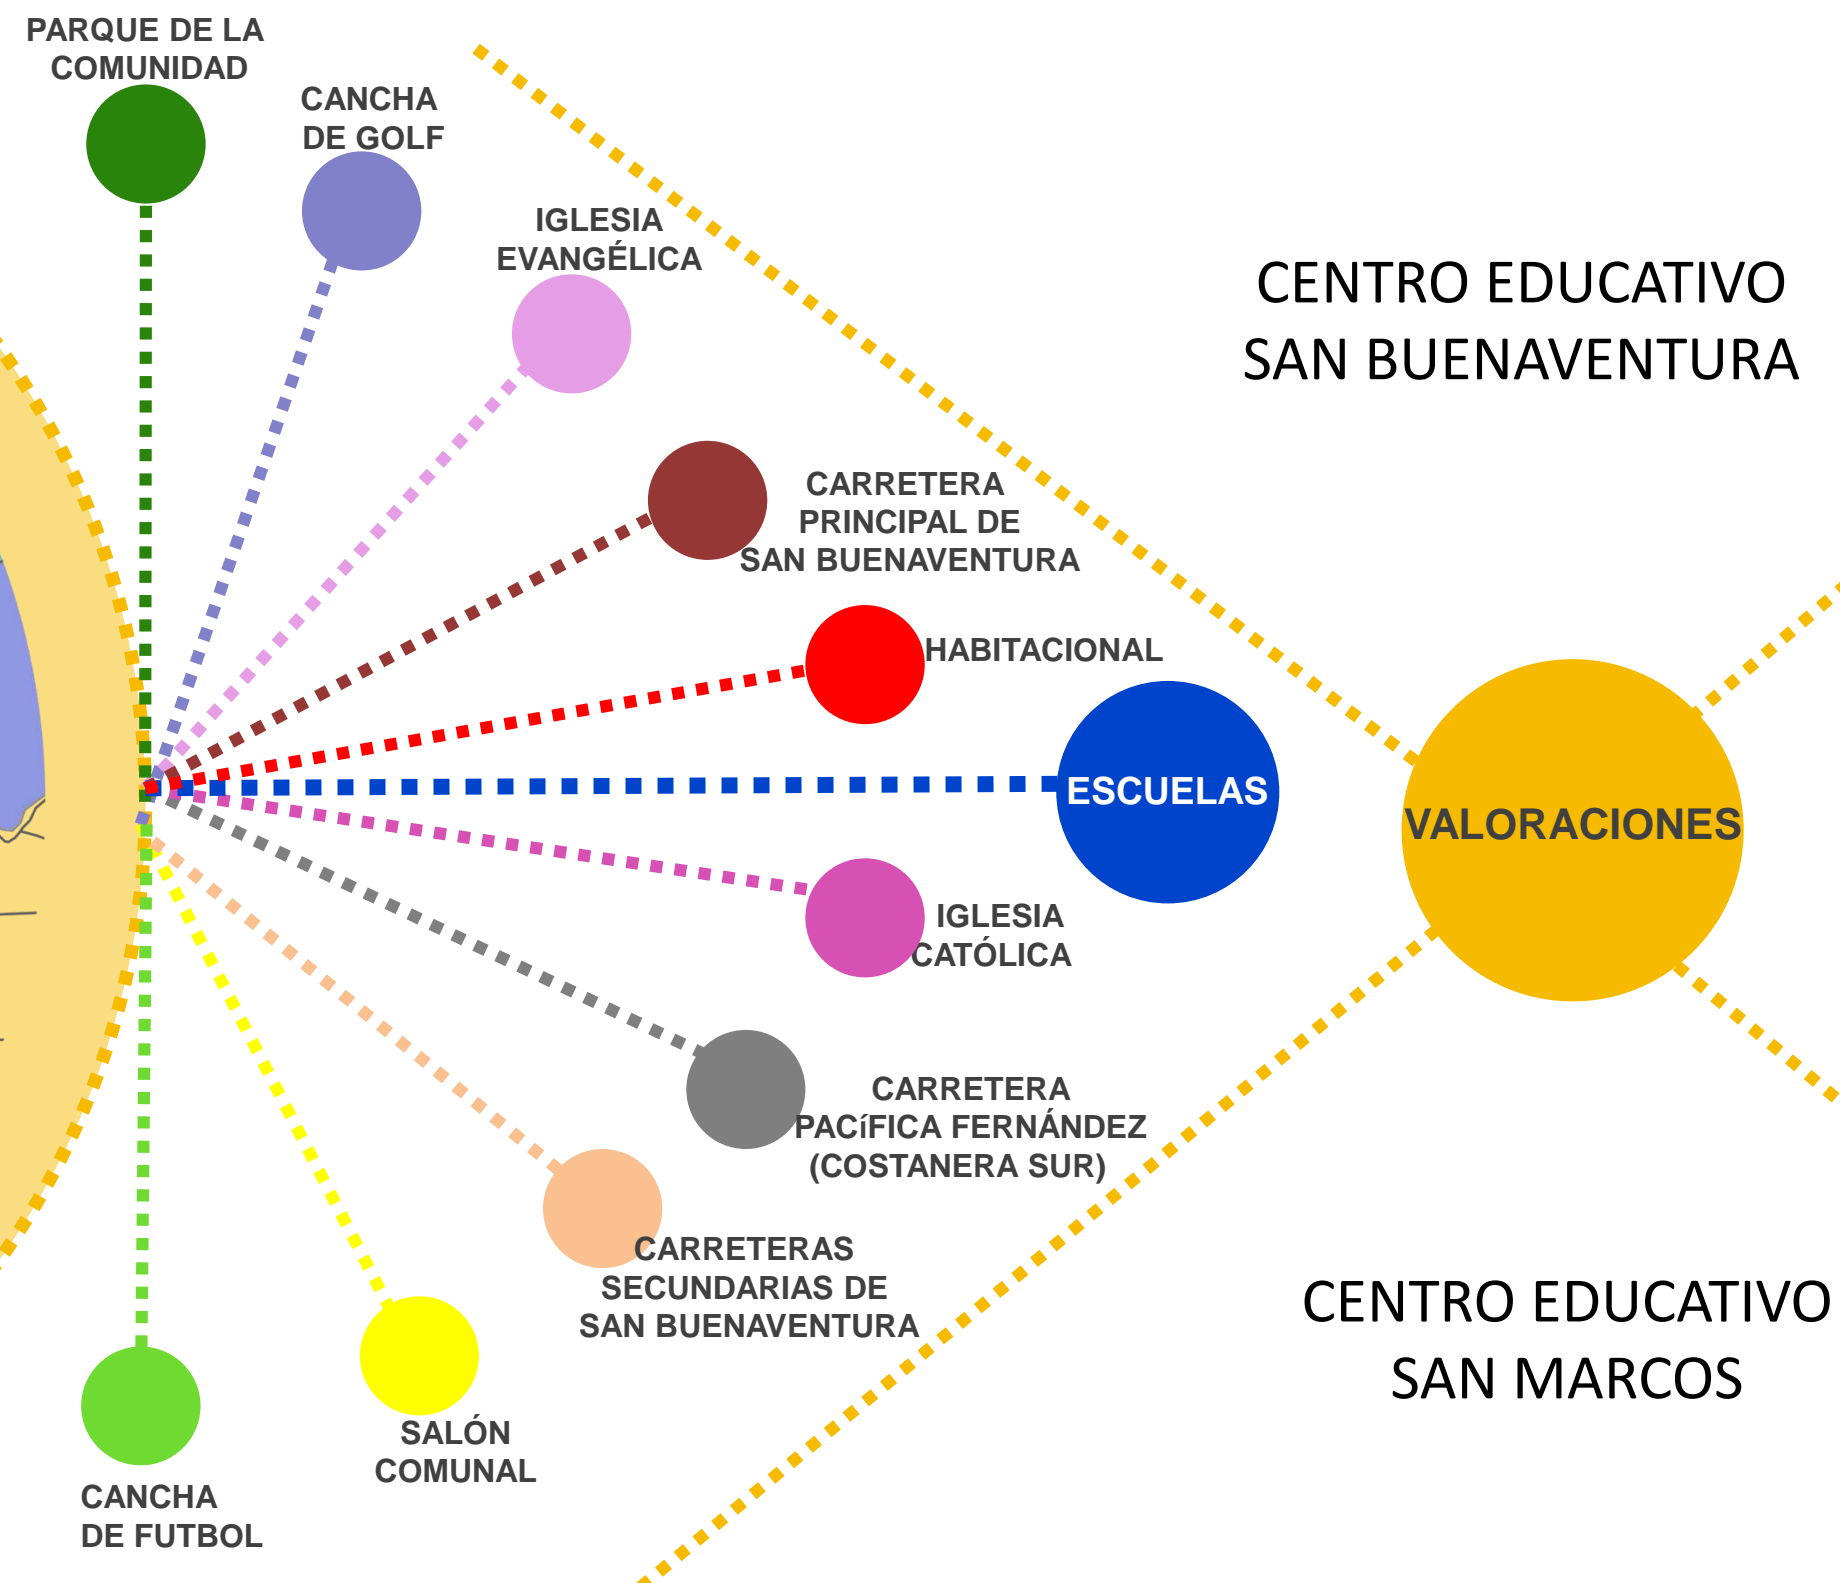 PARQUE DE LA
COMUNIDAD
CANCHA
DE GOLF
IGLESIA
EVANGÉLICA
CENTRO EDUCATIVO
SAN BUENAVENTURA
CARRETERA
PRINCIPAL DE
SAN BUENAVENTURA
HABITACIONAL
ESCUELAS
VALORACIONES
IGLESIA
CATÓLICA
CARRETERA
PACíFICA FERNÁNDEZ
(COSTANERA SUR)
CARRETERAS
SECUNDARIAS DE
SAN BUENAVENTURA
CENTRO EDUCATIVO
SAN MARCOS
SALÓN
COMUNAL
CANCHA
DE FUTBOL